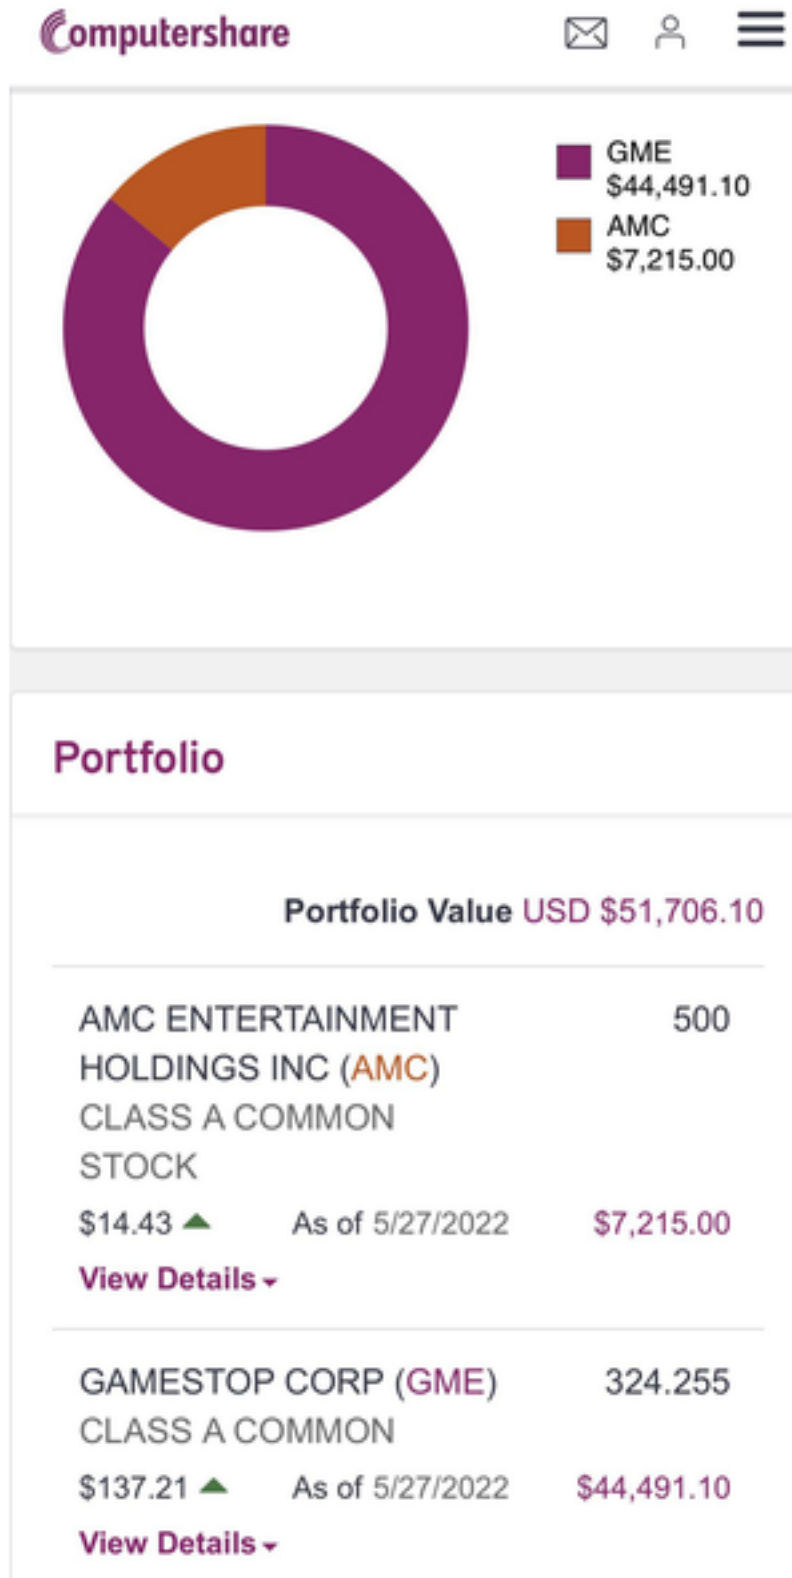 Computershare
GME
$44,491.10
AMC
$7,215.00
Portfolio
Portfolio Value USD $51,706.10
AMC ENTERTAINMENT 500
HOLDINGS INC (AMC)
CLASS A COMMON
STOCK
$14.43 As of 5/27/2022 $7,215.00
View Details
GAMESTOP CORP (GME) 324.255
CLASS A COMMON
$137.21 As of 5/27/2022 $44,491.10
View Details